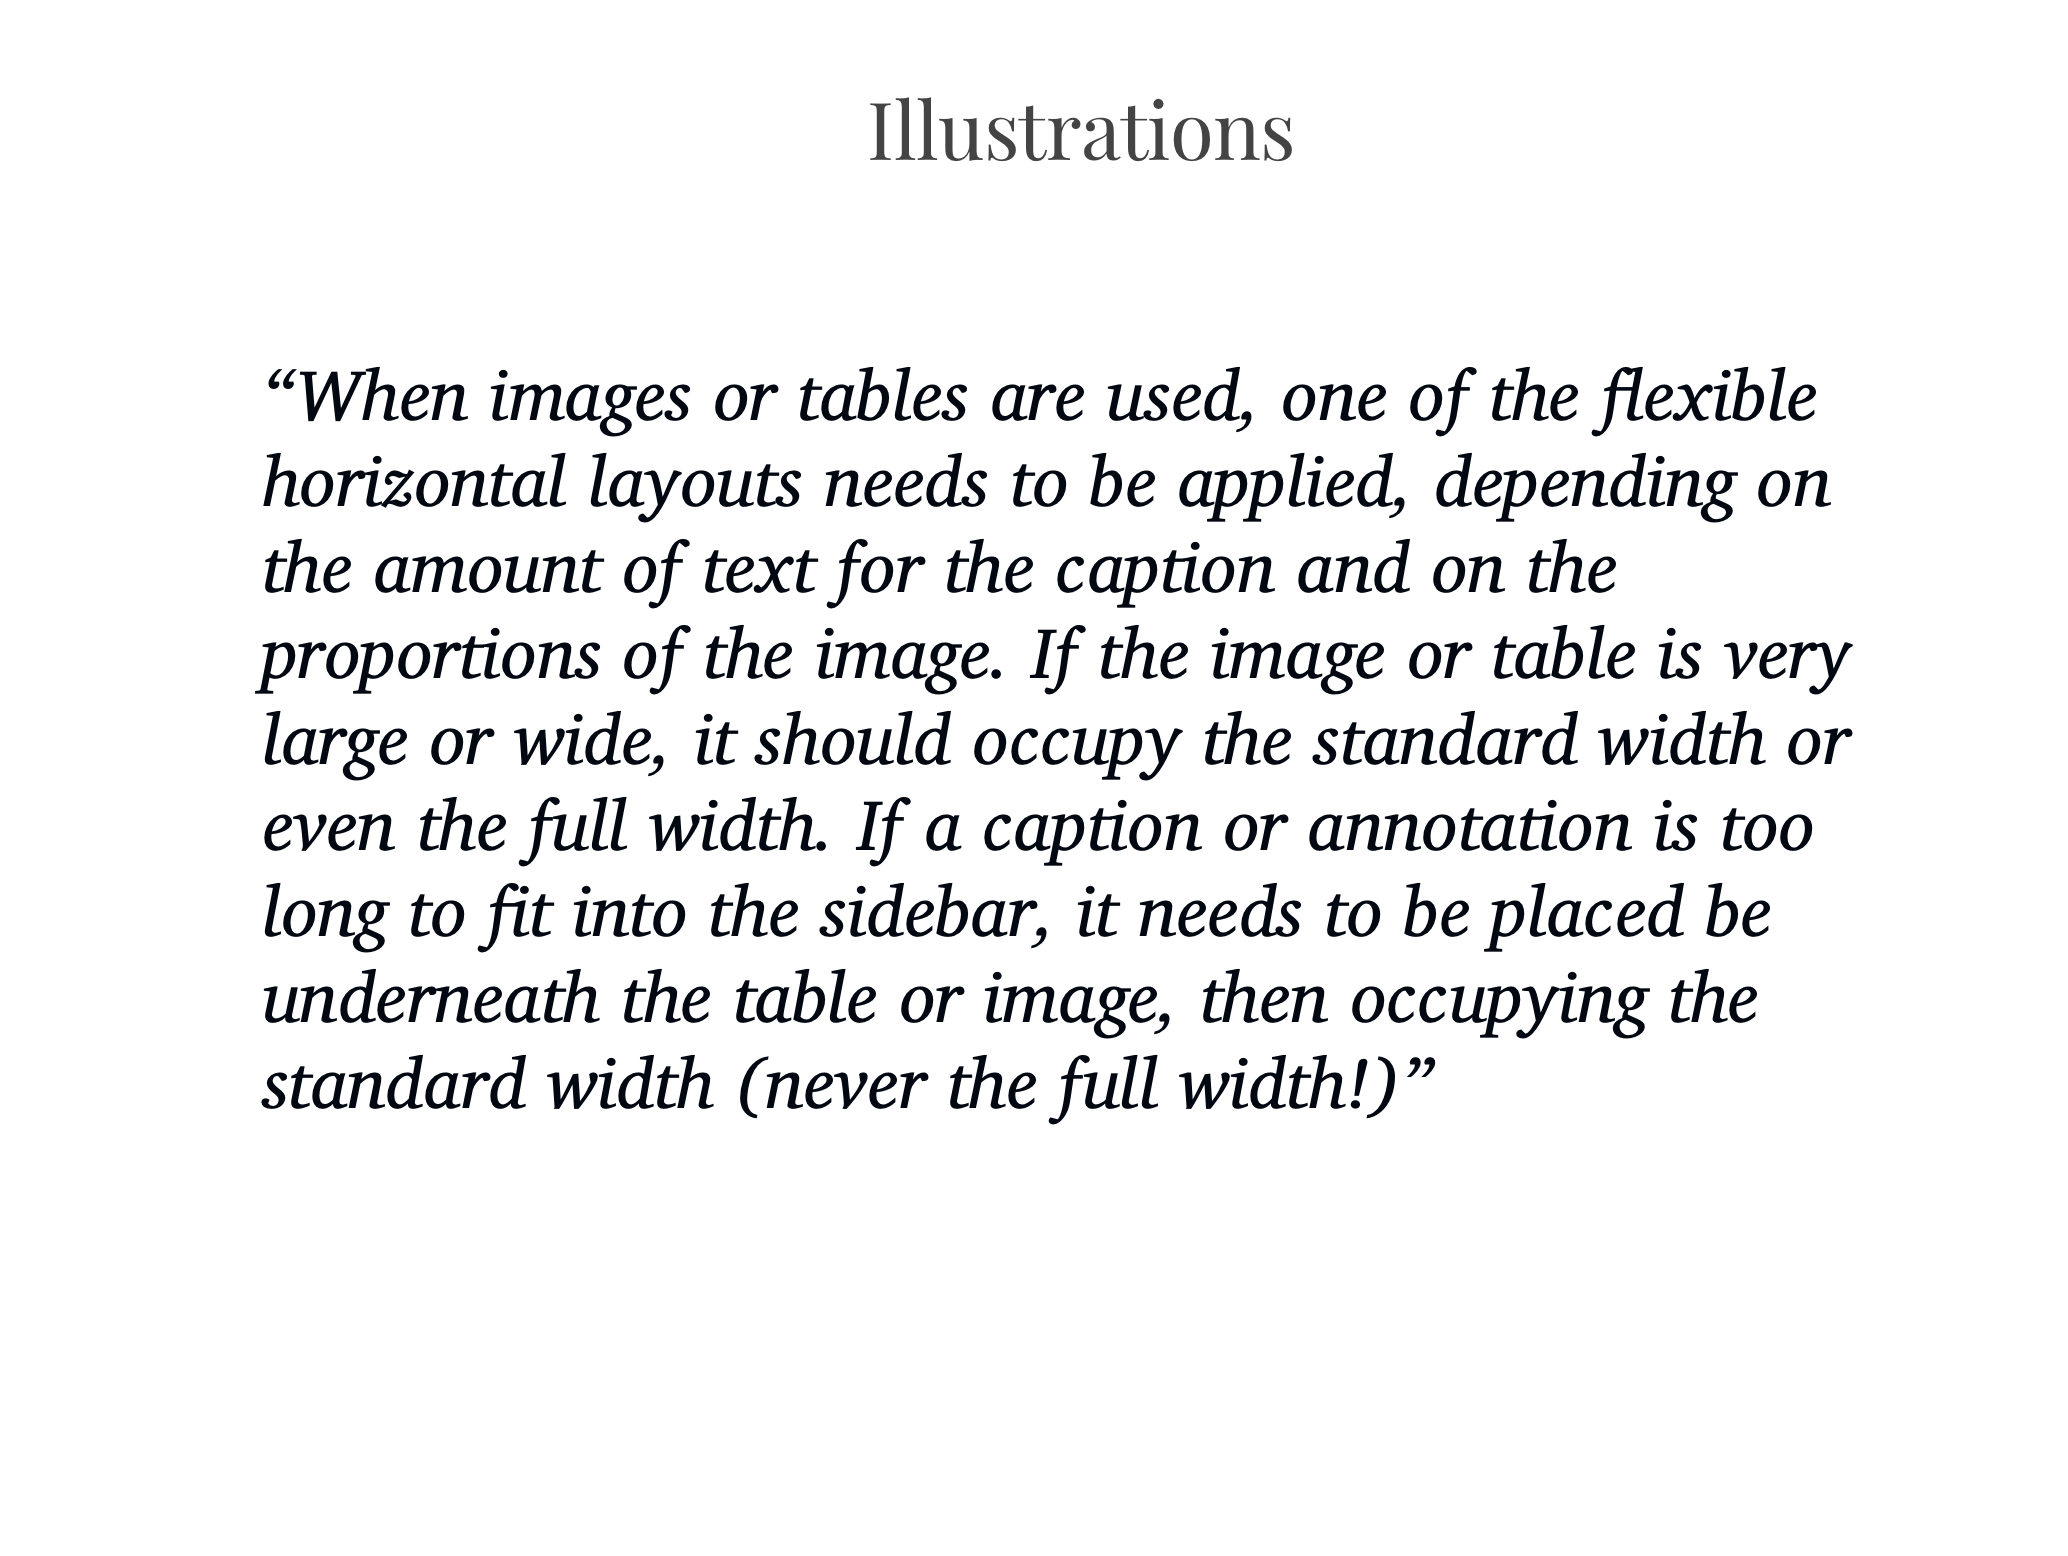 Illustrations
“When images or tables are used, one of the flexible
horizontal layouts needs to be applied, depending on
the amount of text for the caption and on the
proportions of the image. If the image or table is very
large or wide, it should occupy the standard width or
even the full width. If a caption or annotation is too
long to fit into the sidebar, it needs to be placed be
underneath the table or image, then occupying the
standard width (never the full width!)”